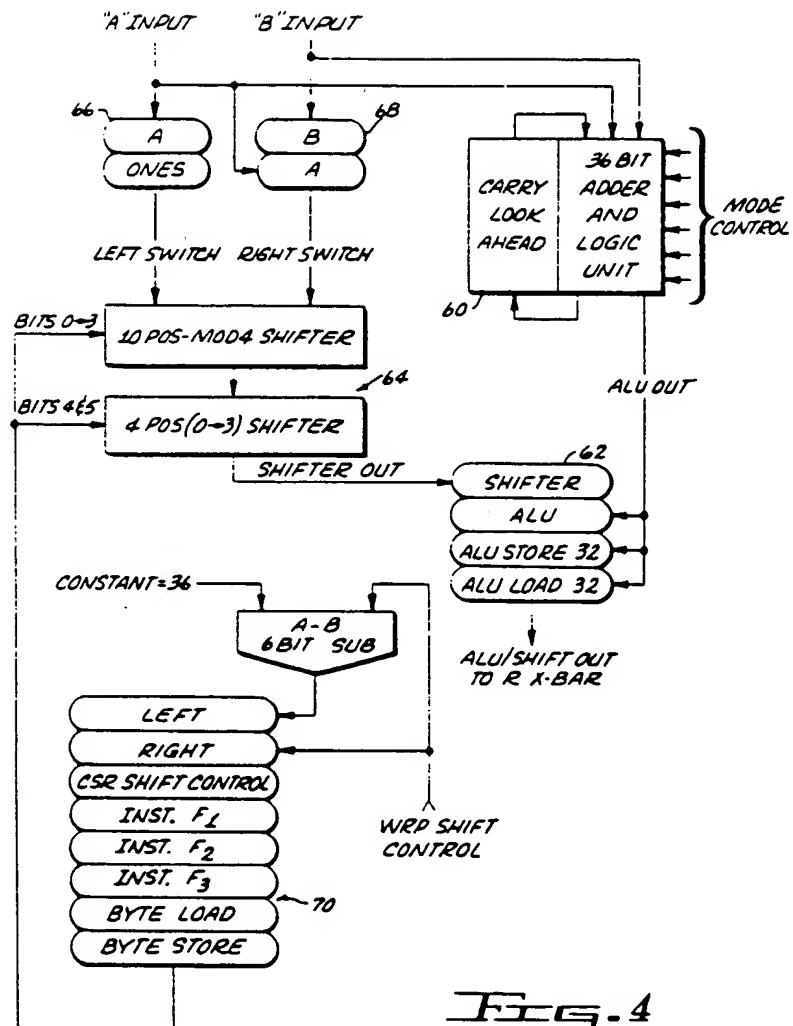 "A" INPUT
"B" INPUT
66
A
ONES
68
B
A
CARRY
LOOK
AHEAD
36 BIT
ADDER
AND
LOGIC
UNIT
MODE
CONTROL
60
LEFT SWITCH
RIGHT SWITCH
BITS 0→3
10 POS-MOD4 SHIFTER
64
ALU OUT
BITS 4&5
4 POS (0→3) SHIFTER
SHIFTER OUT
62
SHIFTER
ALU
ALU STORE 32
ALU LOAD 32
CONSTANT=36
A-B
6 BIT SUB
ALU/SHIFT OUT
TO R X-BAR
LEFT
RIGHT
CSR SHIFT CONTROL
INST. F1
INST. F2
INST. F3
BYTE LOAD
BYTE STORE
70
WRP SHIFT
CONTROL
FIG. 4